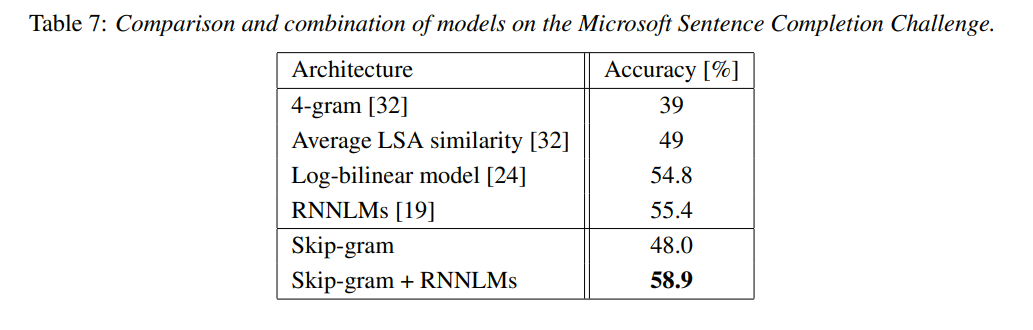 Table 7: Comparison and combination of models on the Microsoft Sentence Completion Challenge.
Architecture Accuracy [%]
4-gram [32] 39
Average LSA similarity [32] 49
Log-bilinear model [24] 54.8
RNNLMs [19] 55.4
Skip-gram 48.0
Skip-gram + RNNLMs 58.9